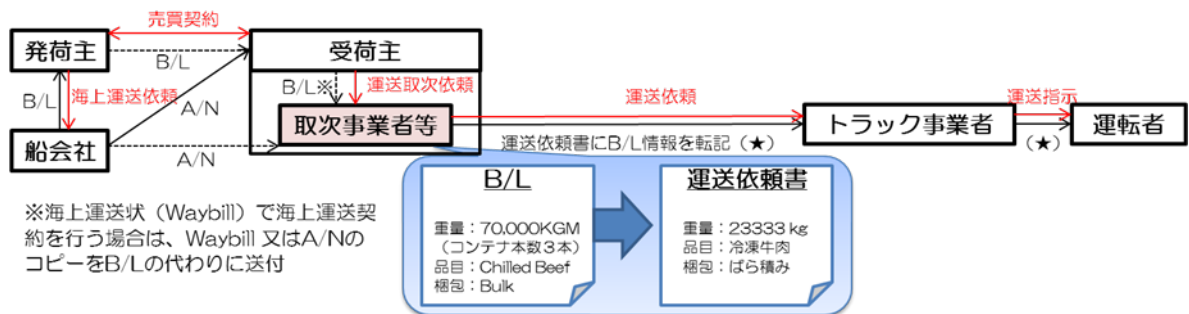 売買契約
発荷主
B/L
受荷主
B/L
海上運送依頼
A/N
B/L※
運送取次依頼
取次事業者等
運送依頼
運送依頼書にB/L情報を転記（★）
トラック事業者
運送指示
（★）
運転者
船会社
A/N
※海上運送状（Waybill）で海上運送契
約を行う場合は、Waybill 又はA/Nの
コピーをB/Lの代わりに送付
B/L
重量：70,000KGM
（コンテナ本数３本）
品目：Chilled Beef
梱包：Bulk
運送依頼書
重量：23333 kg
品目：冷凍牛肉
梱包：ばら積み